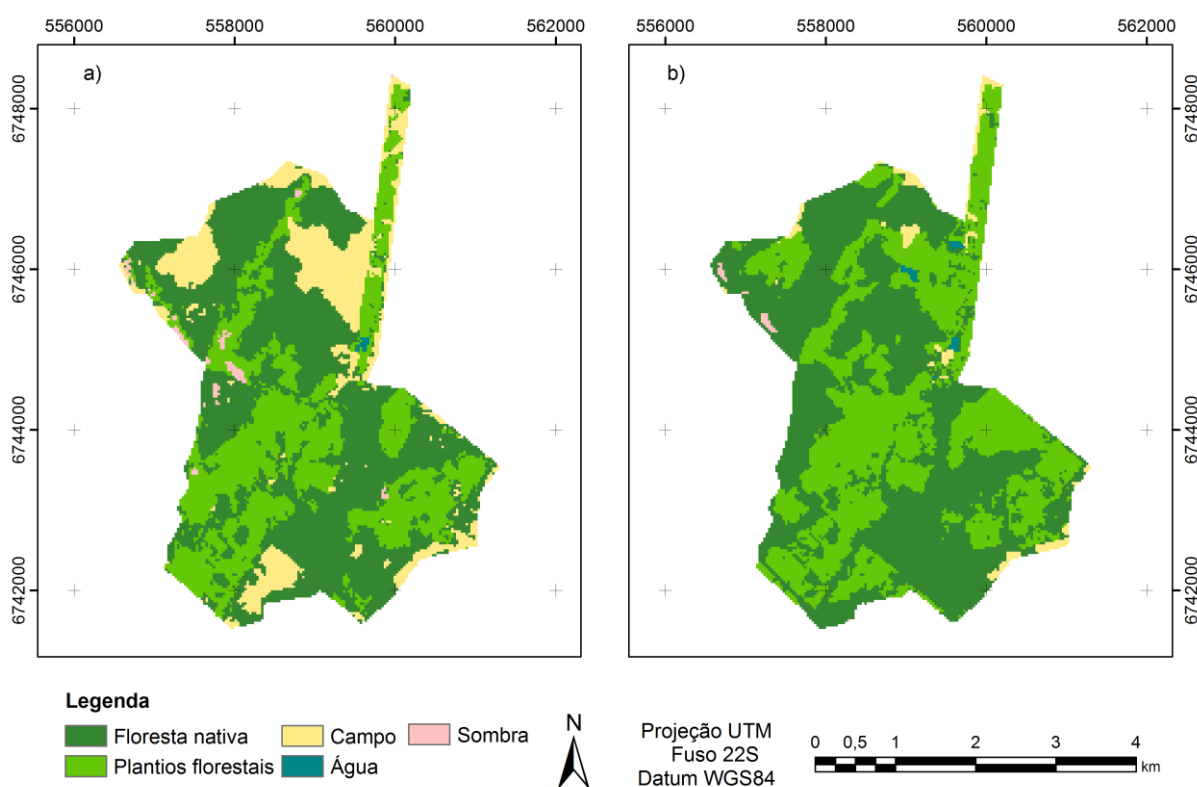 556000 558000 560000 562000 556000 558000 560000 562000
a) b)
6748000 6748000
6746000 6746000
6744000 6744000
6742000 6742000
Legenda
Floresta nativa Campo Sombra
Plantios florestais Água
N
Projeção UTM
Fuso 22S
Datum WGS84
0 0,5 1 2 3 4
km